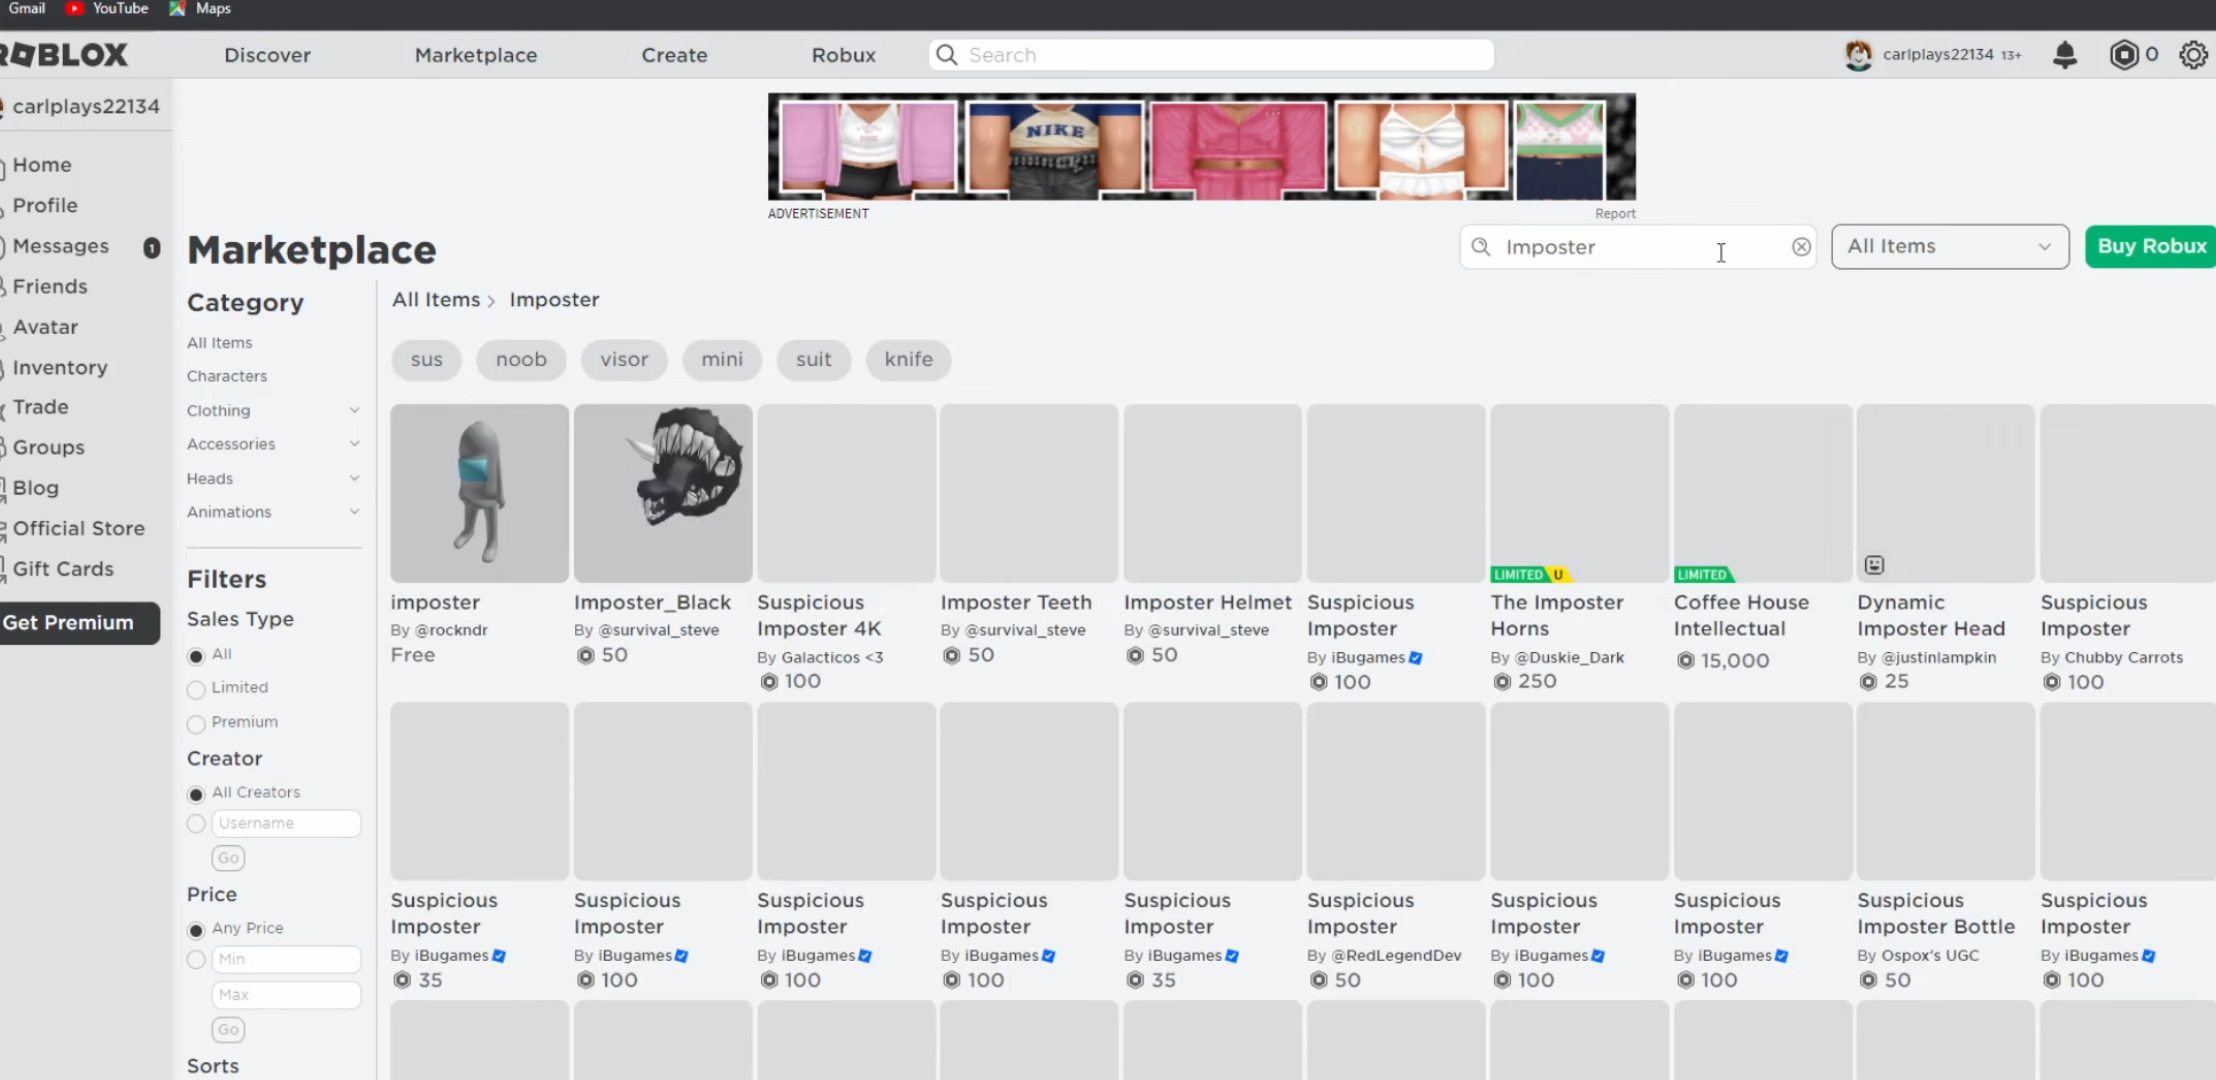 Gmail YouTube Maps
ROBLOX Discover Marketplace Create Robux Search carlplays22134 13+ 0
carlplays22134
Home
Profile
Messages 1
Friends
Avatar
Inventory
Trade
Groups
Blog
Official Store
Gift Cards
Get Premium
NIKE
ADVERTISEMENT Report
Marketplace Imposter All Items Buy Robux
Category
All Items
Characters
Clothing
Accessories
Heads
Animations
Filters
Sales Type
All
Limited
Premium
Creator
All Creators
Username
Go
Price
Any Price
Min
Max
Go
Sorts
All Items > Imposter
sus noob visor mini suit knife
LIMITED U LIMITED
imposter
By @rockndr
Free
Imposter_Black
By @survival_steve
50
Suspicious
Imposter 4K
By Galacticos <3
100
Imposter Teeth
By @survival_steve
50
Imposter Helmet
By @survival_steve
50
Suspicious
Imposter
By iBugames
100
The Imposter
Horns
By @Duskie_Dark
250
Coffee House
Intellectual
15,000
Dynamic
Imposter Head
By @justinlampkin
25
Suspicious
Imposter
By Chubby Carrots
100
Suspicious
Imposter
By iBugames
35
Suspicious
Imposter
By iBugames
100
Suspicious
Imposter
By iBugames
100
Suspicious
Imposter
By iBugames
100
Suspicious
Imposter
By iBugames
35
Suspicious
Imposter
By @RedLegendDev
50
Suspicious
Imposter
By iBugames
100
Suspicious
Imposter
By iBugames
100
Suspicious
Imposter Bottle
By Ospox's UGC
50
Suspicious
Imposter
By iBugames
100